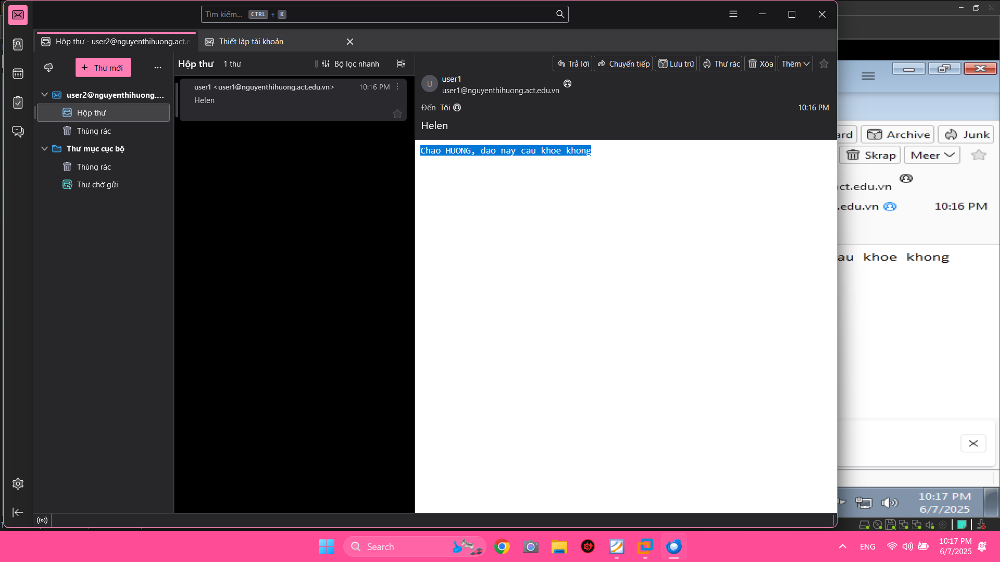 Tìm kiếm... CTRL + K
Hộp thư - user2@nguyenthihuong.act.e
Thiết lập tài khoản
Thư mới
user2@nguyenthihuong....
Hộp thư
Thùng rác
Thư mục cục bộ
Thùng rác
Thư chờ gửi
Hộp thư 1 thư Bộ lọc nhanh
user1 <user1@nguyenthihuong.act.edu.vn> 10:16 PM
Helen
Trả lời Chuyển tiếp Lưu trữ Thư rác Xóa Thêm
U
user1
user1@nguyenthihuong.act.edu.vn
Đến Tôi 10:16 PM
Helen
Chao HUONG, dao nay cau khoe khong
ard Archive Junk
Skrap Meer
act.edu.vn
.edu.vn 10:16 PM
au khoe khong
10:17 PM
6/7/2025
Search
ENG
10:17 PM
6/7/2025